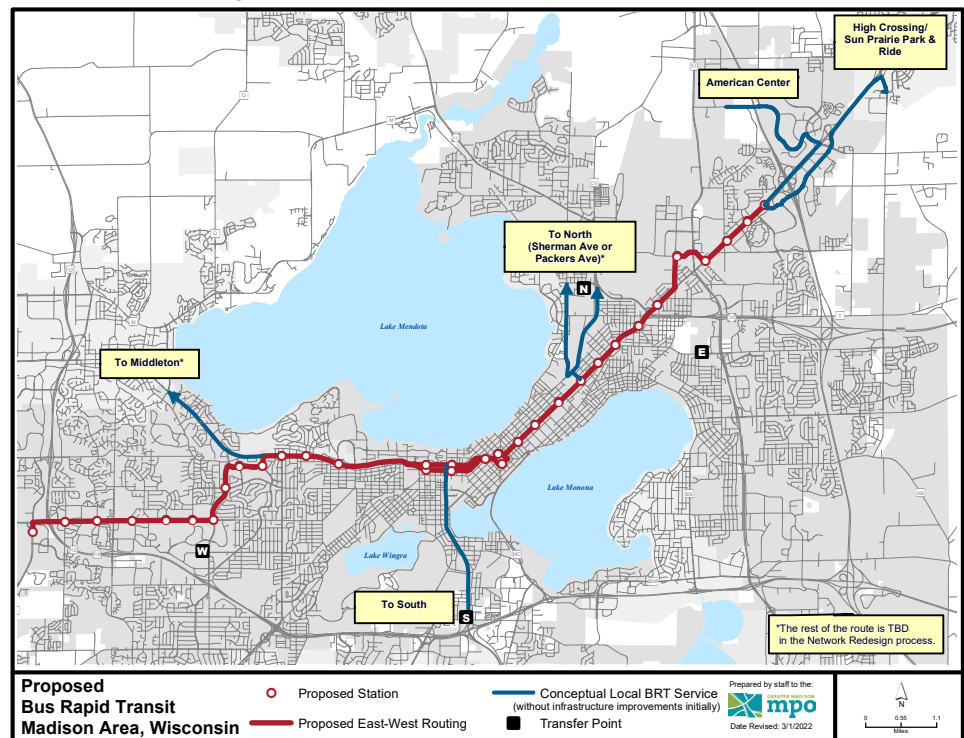 High Crossing/
Sun Prairie Park &
Ride
American Center
To North
(Sherman Ave or
Packers Ave)*
N
Lake Mendota
E
To Middleton*
Lake Monona
W
Lake Wingra
To South
S
*The rest of the route is TBD
in the Network Redesign process.
Proposed
Bus Rapid Transit
Madison Area, Wisconsin
Proposed Station
Proposed East-West Routing
Conceptual Local BRT Service
(without infrastructure improvements initially)
Transfer Point
Prepared by staff to the:
GREATER MADISON
mpo
Date Revised: 3/1/2022
N
0 0.55 1.1
Miles